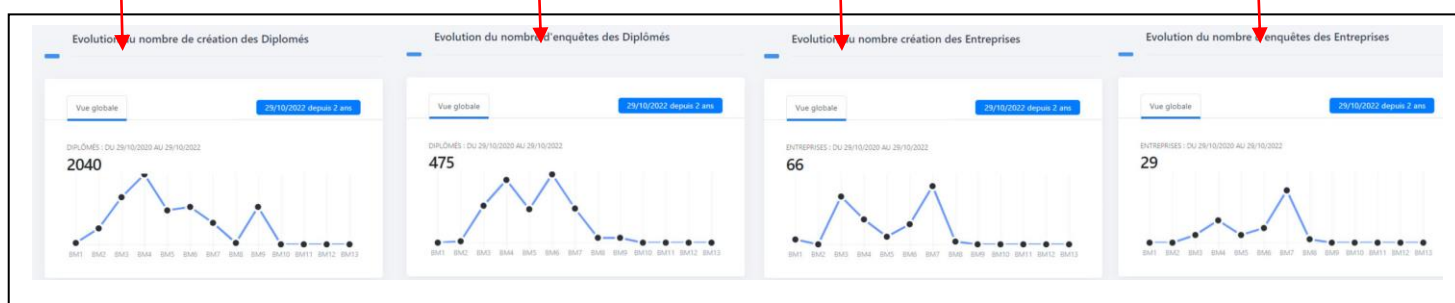 Evolution du nombre de création des Diplomés
Vue globale
29/10/2022 depuis 2 ans
DIPLÔMÉS : DU 29/10/2020 AU 29/10/2022
2040
BM1 BM2 BM3 BM4 BM5 BM6 BM7 BM8 BM9 BM10 BM11 BM12 BM13
Evolution du nombre d'enquêtes des Diplômés
Vue globale
29/10/2022 depuis 2 ans
DIPLÔMÉS : DU 29/10/2020 AU 29/10/2022
475
BM1 BM2 BM3 BM4 BM5 BM6 BM7 BM8 BM9 BM10 BM11 BM12 BM13
Evolution du nombre création des Entreprises
Vue globale
29/10/2022 depuis 2 ans
ENTREPRISES : DU 29/10/2020 AU 29/10/2022
66
BM1 BM2 BM3 BM4 BM5 BM6 BM7 BM8 BM9 BM10 BM11 BM12 BM13
Evolution du nombre d'enquêtes des Entreprises
Vue globale
29/10/2022 depuis 2 ans
ENTREPRISES : DU 29/10/2020 AU 29/10/2022
29
BM1 BM2 BM3 BM4 BM5 BM6 BM7 BM8 BM9 BM10 BM11 BM12 BM13